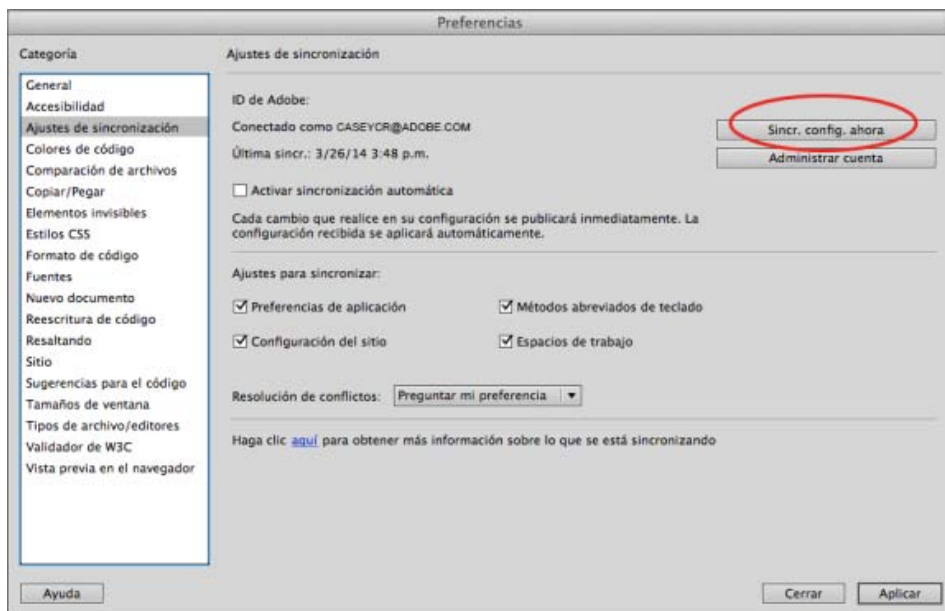 Preferencias
Categoría
General
Accesibilidad
Ajustes de sincronización
Colores de código
Comparación de archivos
Copiar/Pegar
Elementos invisibles
Estilos CSS
Formato de código
Fuentes
Nuevo documento
Reescritura de código
Resaltando
Sitio
Sugerencias para el código
Tamaños de ventana
Tipos de archivo/editores
Validador de W3C
Vista previa en el navegador
Ajustes de sincronización
ID de Adobe:
Conectado como CASEYCR@ADOBE.COM
Sincr. config. ahora
Última sincr.: 3/26/14 3:48 p.m.
Administrar cuenta
Activar sincronización automática
Cada cambio que realice en su configuración se publicará inmediatamente. La
configuración recibida se aplicará automáticamente.
Ajustes para sincronizar:
Preferencias de aplicación
Métodos abreviados de teclado
Configuración del sitio
Espacios de trabajo
Resolución de conflictos: Preguntar mi preferencia
Haga clic aquí para obtener más información sobre lo que se está sincronizando
Ayuda
Cerrar
Aplicar